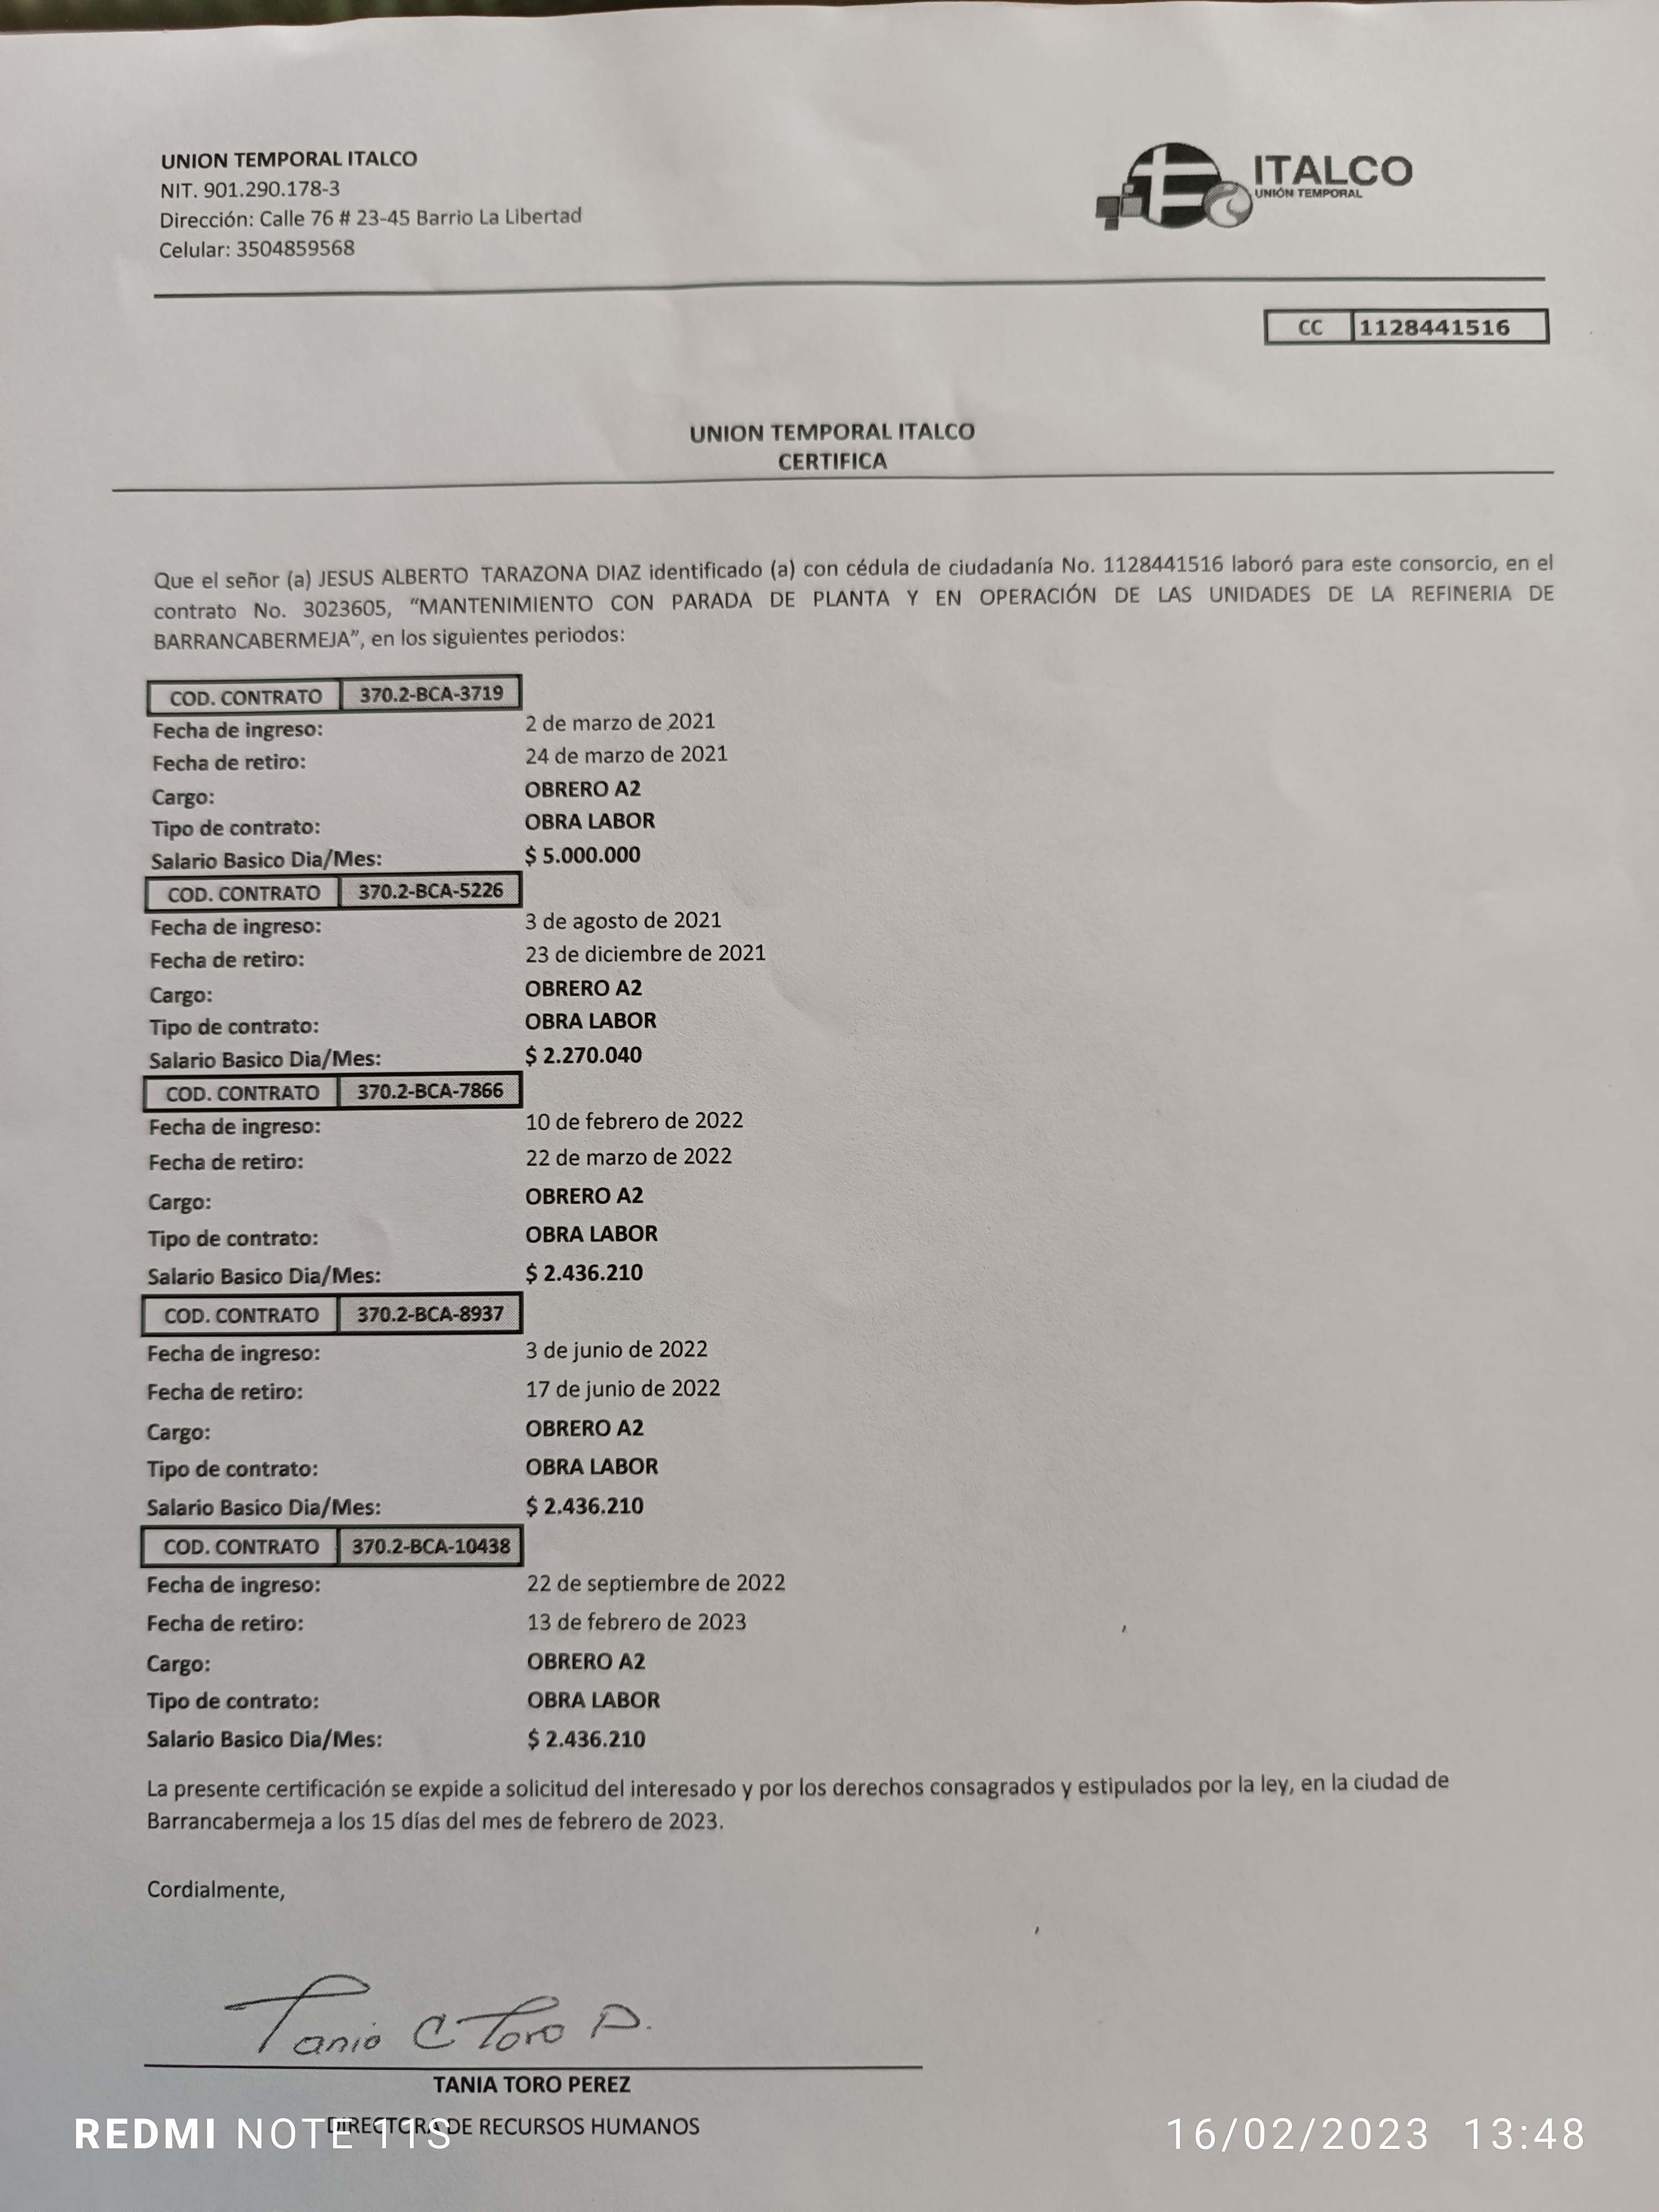 UNION TEMPORAL ITALCO
NIT. 901.290.178-3
Dirección: Calle 76 # 23-45 Barrio La Libertad
Celular: 3504859568
ITALCO
UNIÓN TEMPORAL
CC 1128441516
UNION TEMPORAL ITALCO
CERTIFICA
Que el señor (a) JESUS ALBERTO TARAZONA DIAZ identificado (a) con cédula de ciudadanía No. 1128441516 laboró para este consorcio, en el
contrato No. 3023605, “MANTENIMIENTO CON PARADA DE PLANTA Y EN OPERACIÓN DE LAS UNIDADES DE LA REFINERIA DE
BARRANCABERMEJA”, en los siguientes periodos:
COD. CONTRATO 370.2-BCA-3719
Fecha de ingreso: 2 de marzo de 2021
Fecha de retiro: 24 de marzo de 2021
Cargo: OBRERO A2
Tipo de contrato: OBRA LABOR
Salario Basico Dia/Mes: $ 5.000.000
COD. CONTRATO 370.2-BCA-5226
Fecha de ingreso: 3 de agosto de 2021
Fecha de retiro: 23 de diciembre de 2021
Cargo: OBRERO A2
Tipo de contrato: OBRA LABOR
Salario Basico Dia/Mes: $ 2.270.040
COD. CONTRATO 370.2-BCA-7866
Fecha de ingreso: 10 de febrero de 2022
Fecha de retiro: 22 de marzo de 2022
Cargo: OBRERO A2
Tipo de contrato: OBRA LABOR
Salario Basico Dia/Mes: $ 2.436.210
COD. CONTRATO 370.2-BCA-8937
Fecha de ingreso: 3 de junio de 2022
Fecha de retiro: 17 de junio de 2022
Cargo: OBRERO A2
Tipo de contrato: OBRA LABOR
Salario Basico Dia/Mes: $ 2.436.210
COD. CONTRATO 370.2-BCA-10438
Fecha de ingreso: 22 de septiembre de 2022
Fecha de retiro: 13 de febrero de 2023
Cargo: OBRERO A2
Tipo de contrato: OBRA LABOR
Salario Basico Dia/Mes: $ 2.436.210
La presente certificación se expide a solicitud del interesado y por los derechos consagrados y estipulados por la ley, en la ciudad de
Barrancabermeja a los 15 días del mes de febrero de 2023.
Cordialmente,
Tania C Toro P.
TANIA TORO PEREZ
DIRECTORA DE RECURSOS HUMANOS
REDMI NOTE 11S
16/02/2023 13:48